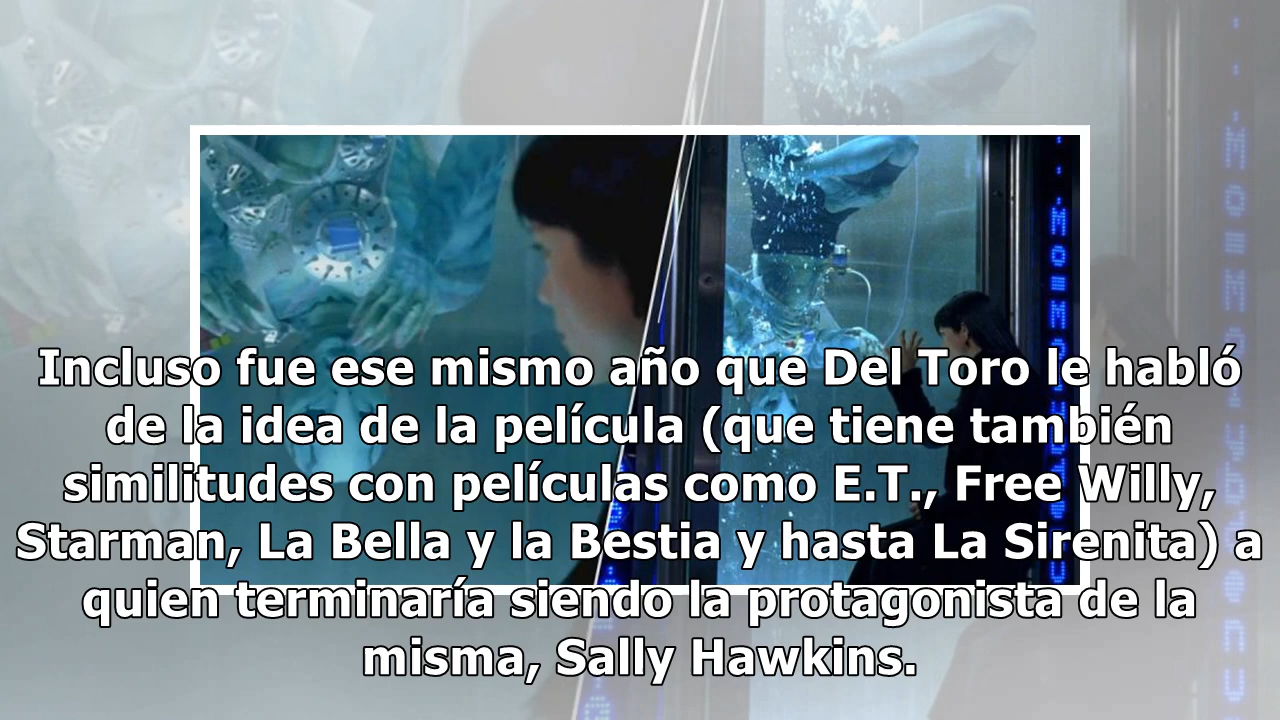 Incluso fue ese mismo año que Del Toro le habló
de la idea de la película (que tiene también
similitudes con películas como E.T., Free Willy,
Starman, La Bella y la Bestia y hasta La Sirenita) a
quien terminaría siendo la protagonista de la
misma, Sally Hawkins.